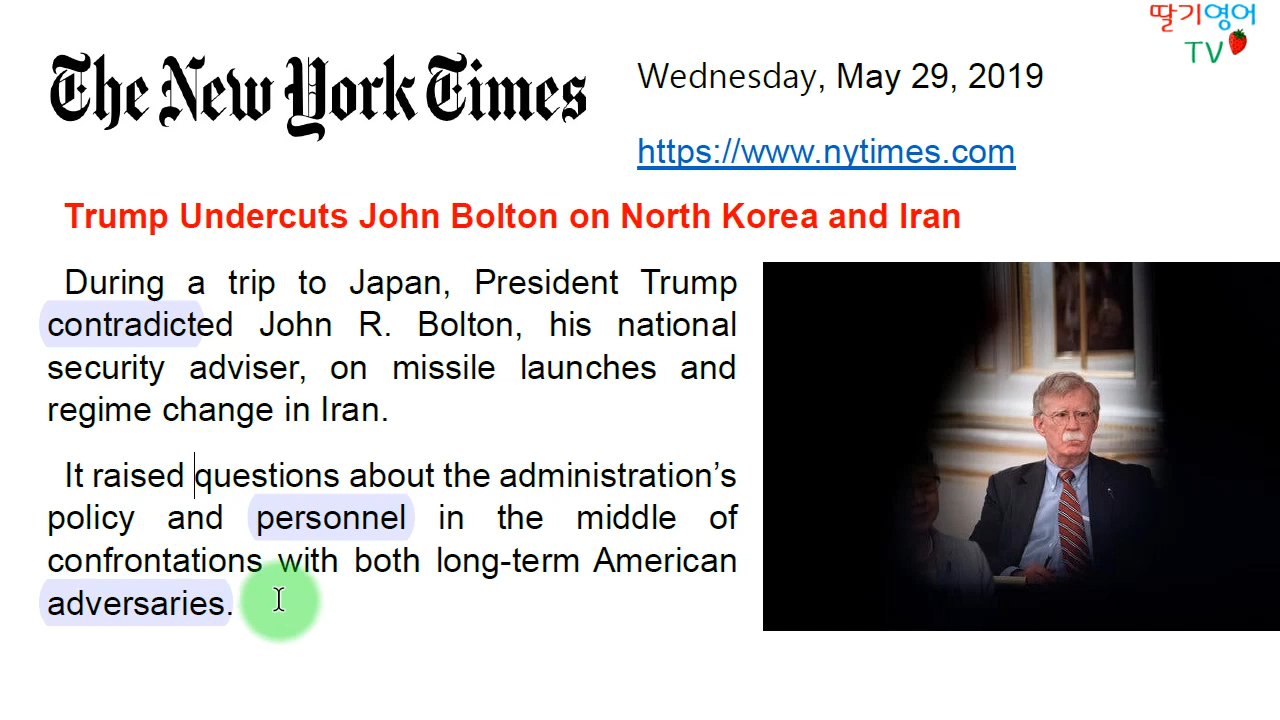 딸기영어
TV
The New York Times
Wednesday, May 29, 2019
https://www.nytimes.com
Trump Undercuts John Bolton on North Korea and Iran
During a trip to Japan, President Trump
contradicted John R. Bolton, his national
security adviser, on missile launches and
regime change in Iran.
It raised questions about the administration’s
policy and personnel in the middle of
confrontations with both long-term American
adversaries.